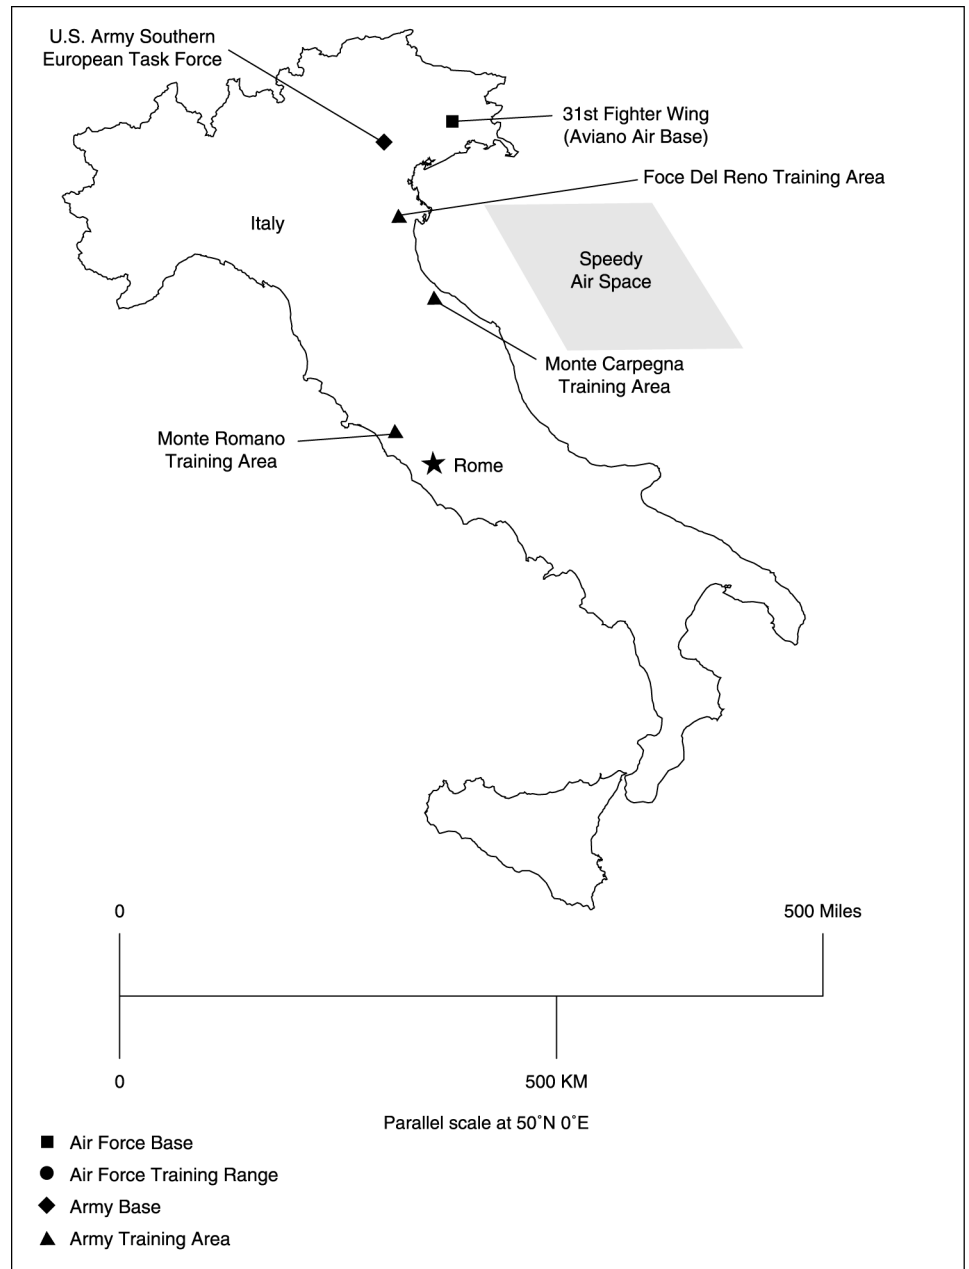 U.S. Army Southern
European Task Force
31st Fighter Wing
(Aviano Air Base)
Foce Del Reno Training Area
Italy
Speedy
Air Space
Monte Carpegna
Training Area
Monte Romano
Training Area
Rome
0
500 Miles
0
500 KM
Parallel scale at 50˚N 0˚E
Air Force Base
Air Force Training Range
Army Base
Army Training Area